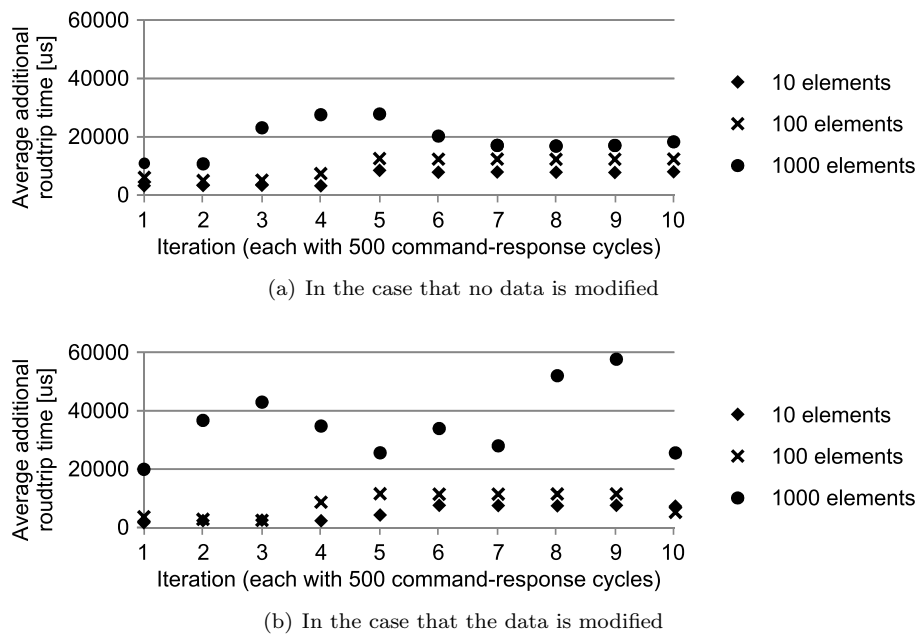 Average additional
roudtrip time [us]
60000
40000
20000
0
1 2 3 4 5 6 7 8 9 10
Iteration (each with 500 command-response cycles)
10 elements
100 elements
1000 elements
(a) In the case that no data is modified
Average additional
roudtrip time [us]
60000
40000
20000
0
1 2 3 4 5 6 7 8 9 10
Iteration (each with 500 command-response cycles)
10 elements
100 elements
1000 elements
(b) In the case that the data is modified